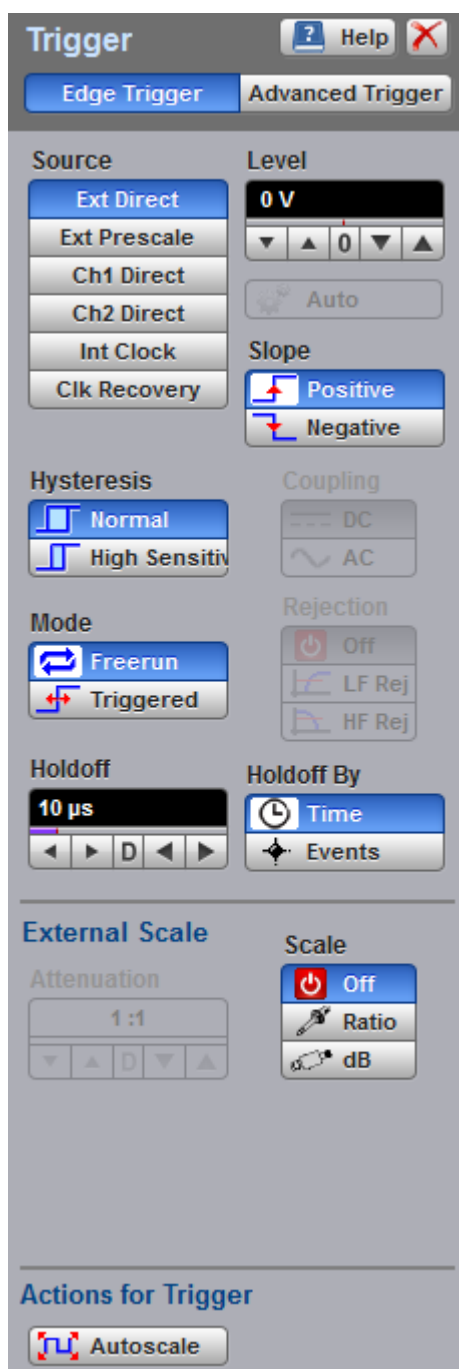 Trigger
? Help
Edge Trigger Advanced Trigger
Source
Ext Direct
Ext Prescale
Ch1 Direct
Ch2 Direct
Int Clock
Clk Recovery
Level
0 V
0
Auto
Slope
Positive
Negative
Hysteresis
Normal
High Sensitiv
Coupling
DC
AC
Mode
Freerun
Triggered
Rejection
Off
LF Rej
HF Rej
Holdoff
10 µs
D
Holdoff By
Time
Events
External Scale
Attenuation
1 :1
D
Scale
Off
Ratio
dB
Actions for Trigger
Autoscale